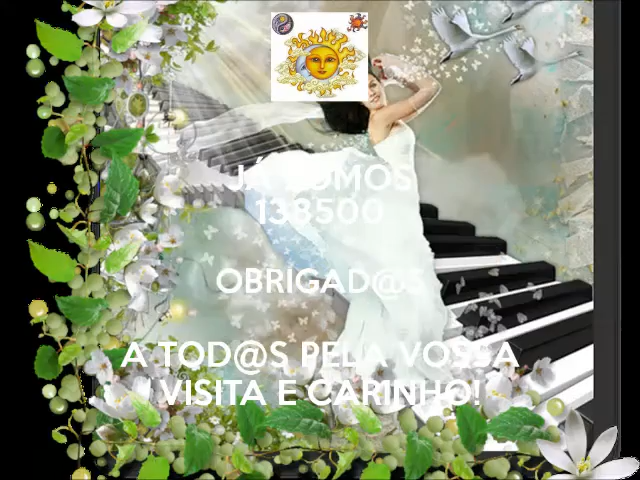 JÁ SOMOS
138500
OBRIGAD@S
A TOD@S PELA VOSSA
VISITA E CARINHO!